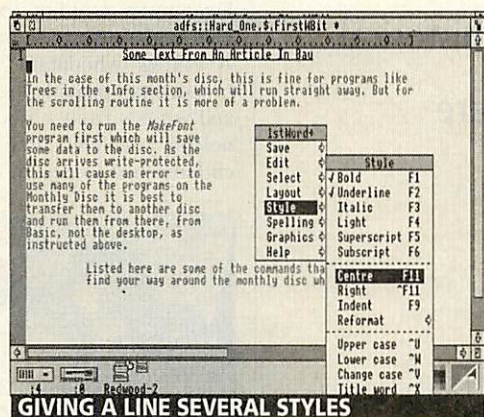 adfs::Hard_One.$.FirstWBit *
Some Text From An Article In Bau
In the case of this month's disc, this is fine for programs like
Trees in the *Info section, which will run straight away. But for
the scrolling routine it is more of a problem.
You need to run the MakeFont
program first which will save
some data to the disc. As the
disc arrives write-protected,
this will cause an error - to
use many of the programs on the
Monthly Disc it is best to
transfer them to another disc
and run them from there, from
Basic, not the desktop, as
instructed above.
Listed here are some of the commands tha
find your way around the monthly disc wh
1stWord+
Save
Edit
Select
Layout
Style
Spelling
Graphics
Help
Style
Bold F1
Underline F2
Italic F3
Light F4
Superscript F5
Subscript F6
Centre F11
Right ^F11
Indent F9
Reformat
Upper case ^U
Lower case ^W
Change case ^V
Title word ^X
:4 :0 Redwood-2
GIVING A LINE SEVERAL STYLES